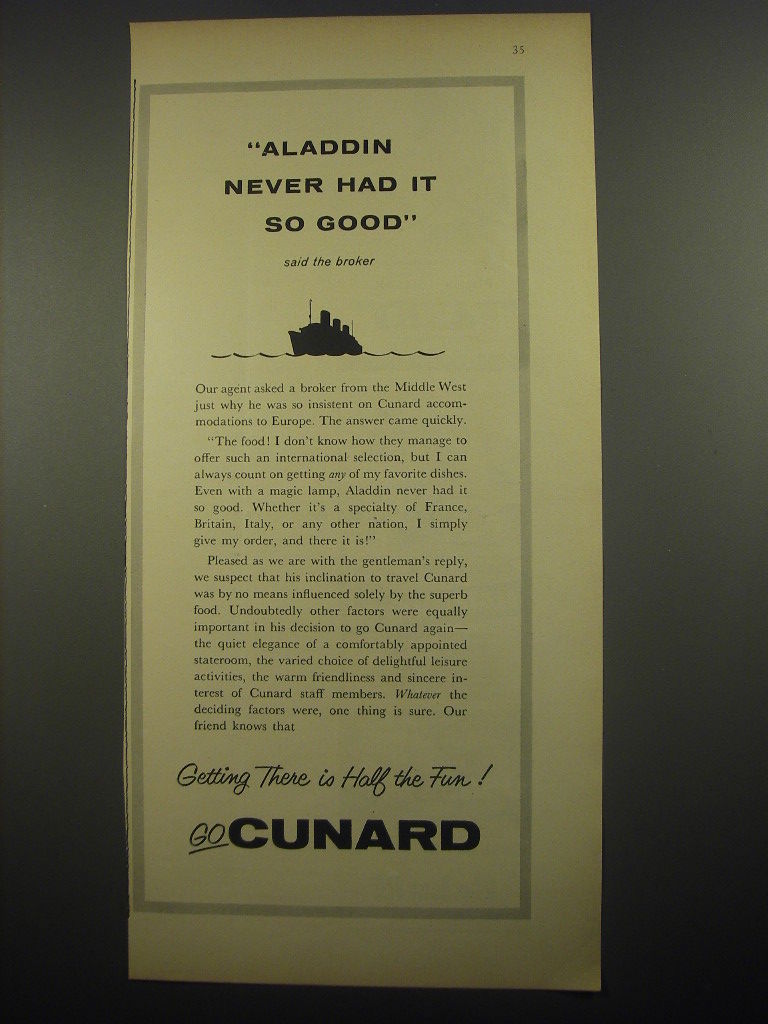 35
"ALADDIN
NEVER HAD IT
SO GOOD"
said the broker
Our agent asked a broker from the Middle West
just why he was so insistent on Cunard accom-
modations to Europe. The answer came quickly.
"The food! I don't know how they manage to
offer such an international selection, but I can
always count on getting any of my favorite dishes.
Even with a magic lamp, Aladdin never had it
so good. Whether it's a specialty of France,
Britain, Italy, or any other nation, I simply
give my order, and there it is!"
Pleased as we are with the gentleman's reply,
we suspect that his inclination to travel Cunard
was by no means influenced solely by the superb
food. Undoubtedly other factors were equally
important in his decision to go Cunard again—
the quiet elegance of a comfortably appointed
stateroom, the varied choice of delightful leisure
activities, the warm friendliness and sincere in-
terest of Cunard staff members. Whatever the
deciding factors were, one thing is sure. Our
friend knows that
Getting There is Half the Fun!
GO CUNARD